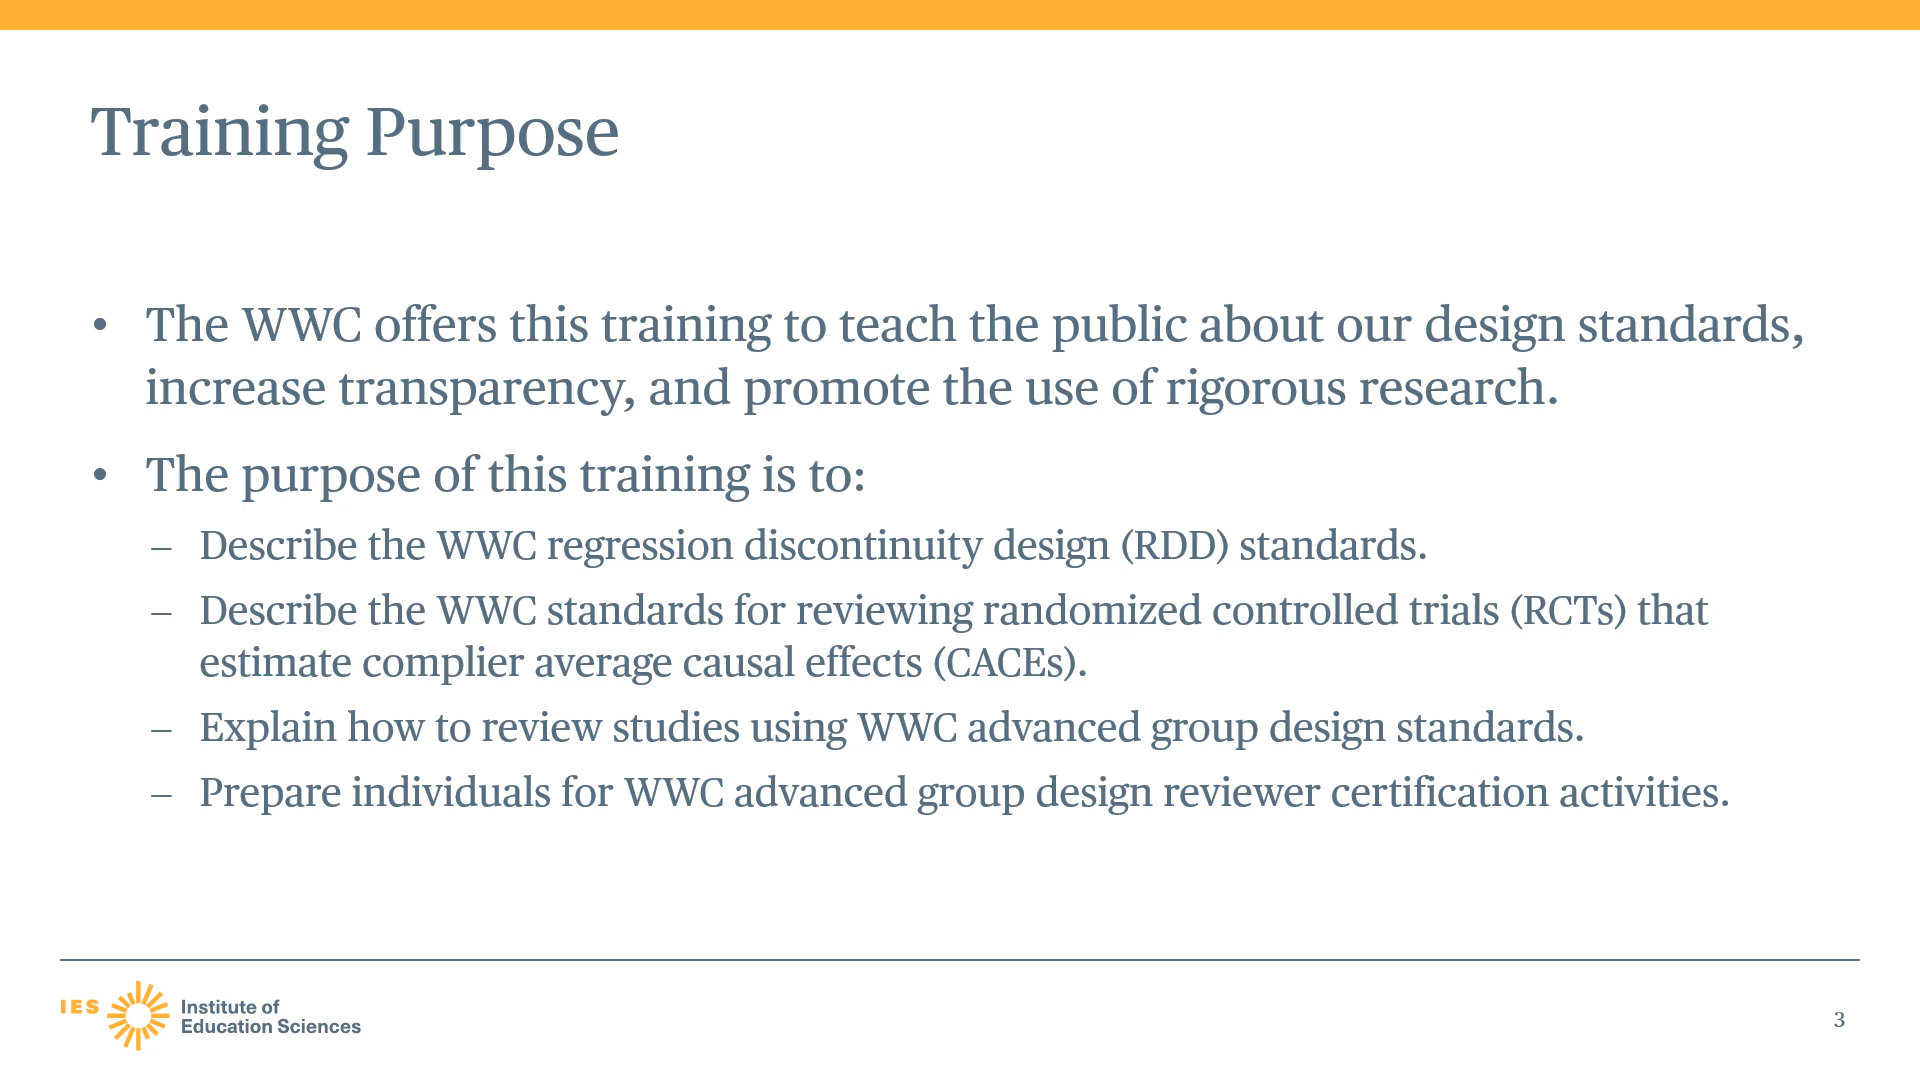 Training Purpose
• The WWC offers this training to teach the public about our design standards,
increase transparency, and promote the use of rigorous research.
• The purpose of this training is to:
– Describe the WWC regression discontinuity design (RDD) standards.
– Describe the WWC standards for reviewing randomized controlled trials (RCTs) that
estimate complier average causal effects (CACEs).
– Explain how to review studies using WWC advanced group design standards.
– Prepare individuals for WWC advanced group design reviewer certification activities.
IES
Institute of
Education Sciences
3